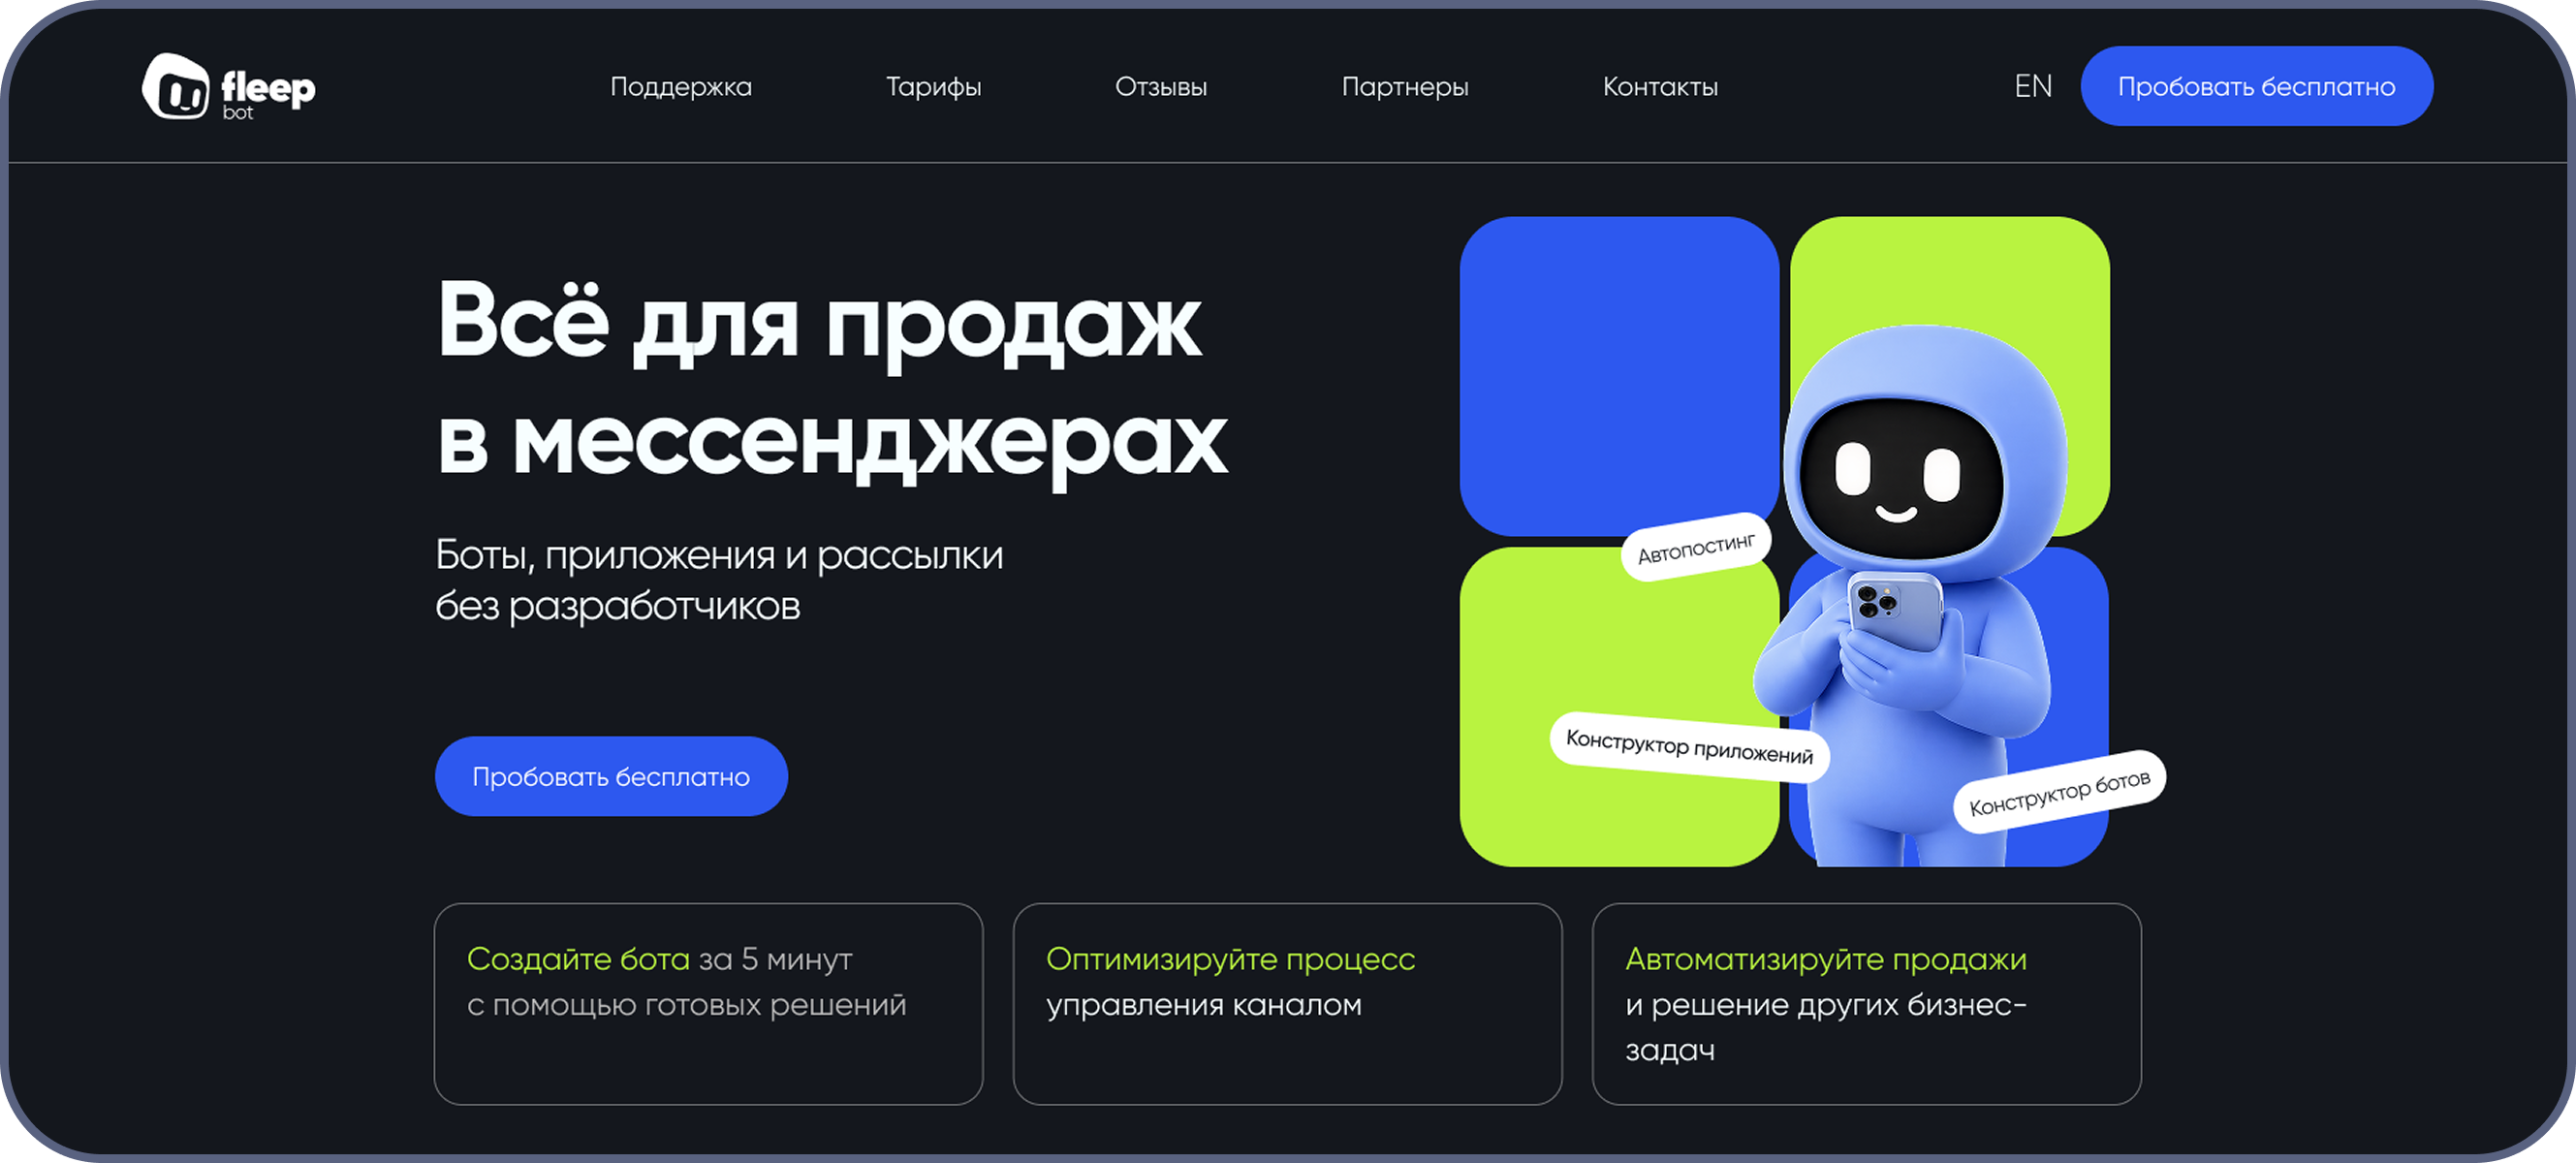 fleep
bot
Поддержка
Тарифы
Отзывы
Партнеры
Контакты
EN
Пробовать бесплатно
Всё для продаж
в мессенджерах
Боты, приложения и рассылки
без разработчиков
Пробовать бесплатно
Автопостинг
Конструктор приложений
Конструктор ботов
Создайте бота за 5 минут
с помощью готовых решений
Оптимизируйте процесс
управления каналом
Автоматизируйте продажи
и решение других бизнес-
задач